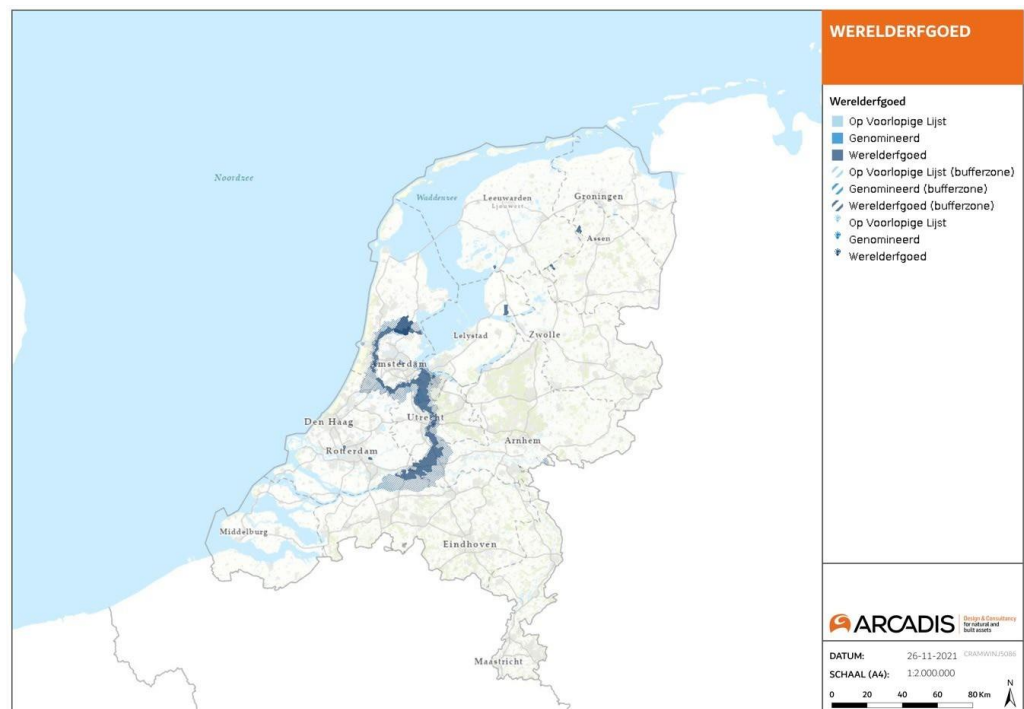 WERELDERFGOED
Werelderfgoed
Op Voorlopige Lijst
Genomineerd
Werelderfgoed
Op Voorlopige Lijst (bufferzone)
Genomineerd (bufferzone)
Werelderfgoed (bufferzone)
Op Voorlopige Lijst
Genomineerd
Werelderfgoed
Noordzee
Waddenzee
Leeuwarden
Ljouwert
Groningen
Assen
Lelystad
Zwolle
Amsterdam
Den Haag
Utrecht
Arnhem
Rotterdam
Middelburg
Eindhoven
Maastricht
ARCADIS
Design & Consultancy
for natural and
built assets
DATUM: 26-11-2021 CRAMWINJ5086
SCHAAL (A4): 1:2.000.000
N
0 20 40 60 80 Km